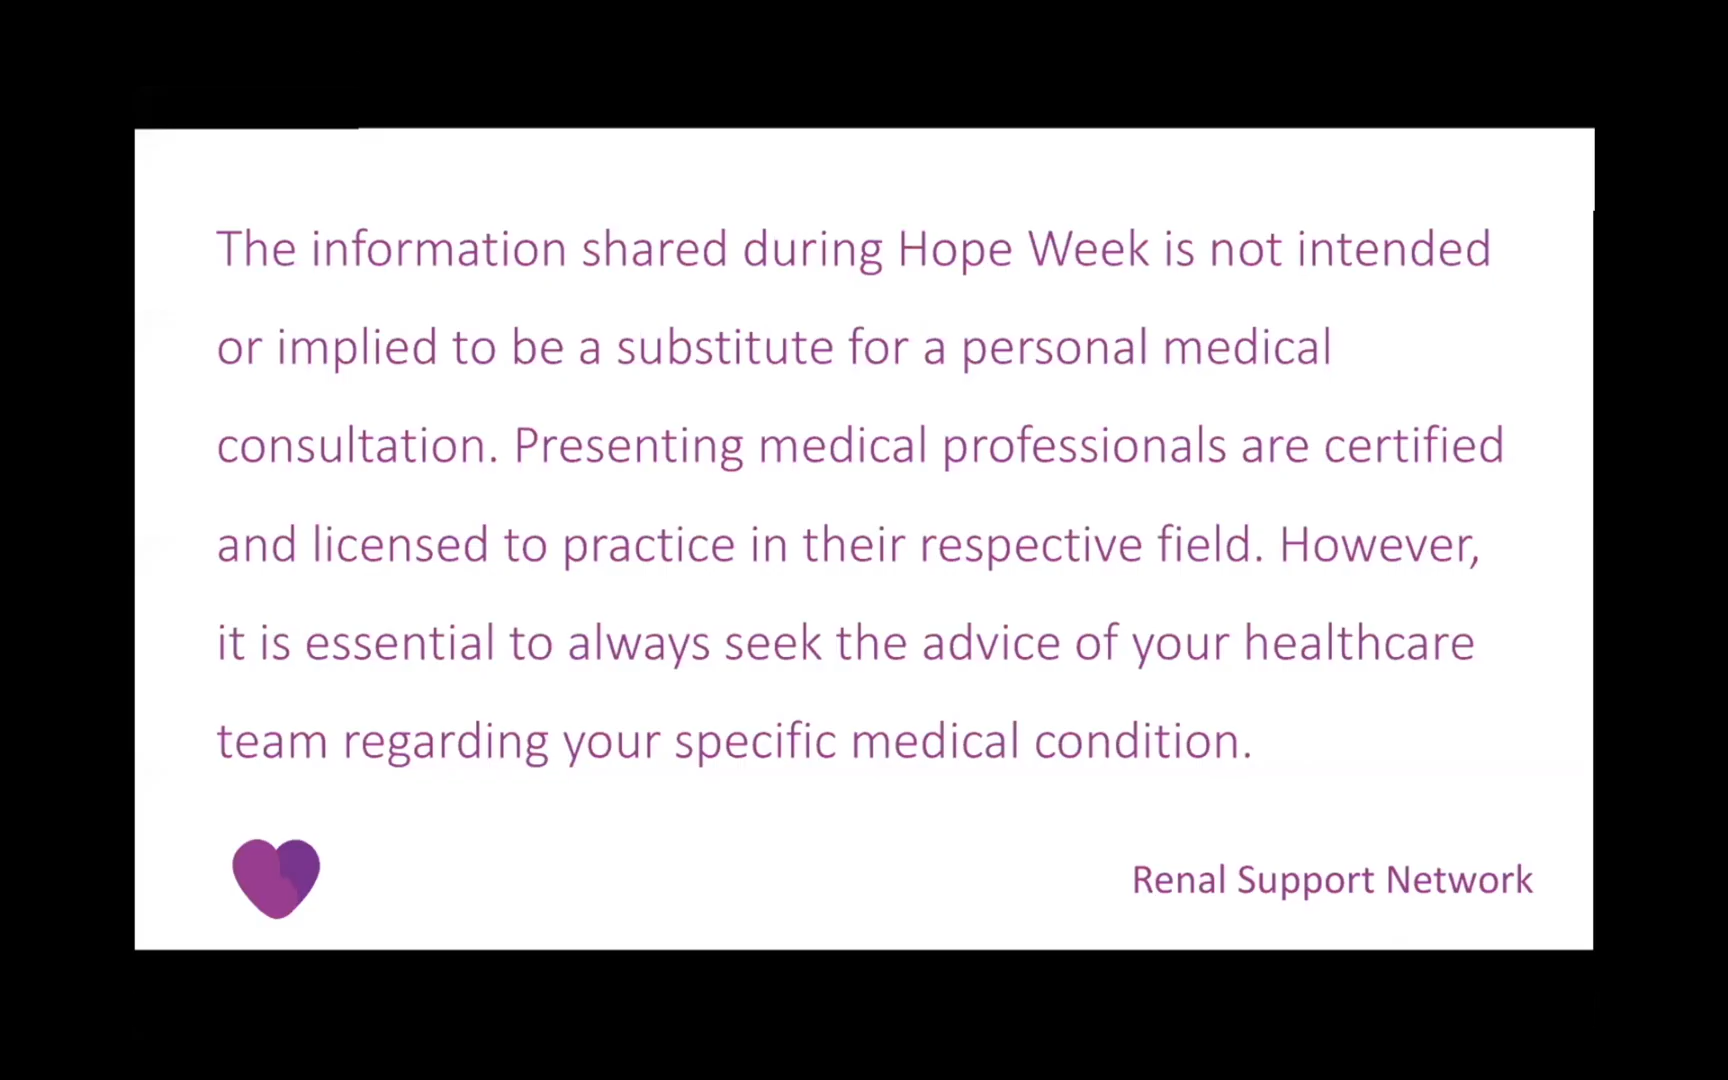 The information shared during Hope Week is not intended
or implied to be a substitute for a personal medical
consultation. Presenting medical professionals are certified
and licensed to practice in their respective field. However,
it is essential to always seek the advice of your healthcare
team regarding your specific medical condition.
Renal Support Network